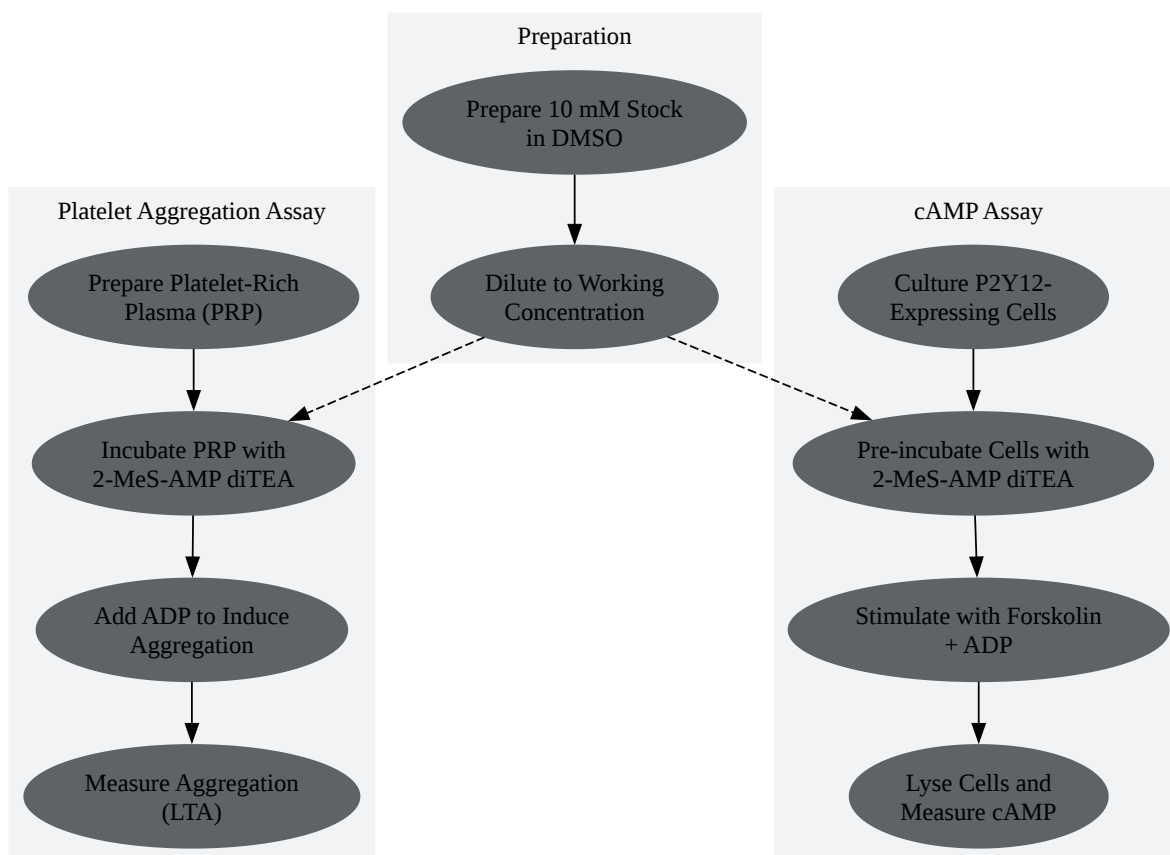 Preparation
Prepare 10 mM Stock
in DMSO
Dilute to Working
Concentration
Platelet Aggregation Assay
Prepare Platelet-Rich
Plasma (PRP)
Incubate PRP with
2-MeS-AMP diTEA
Add ADP to Induce
Aggregation
Measure Aggregation
(LTA)
cAMP Assay
Culture P2Y12-
Expressing Cells
Pre-incubate Cells with
2-MeS-AMP diTEA
Stimulate with Forskolin
+ ADP
Lyse Cells and
Measure cAMP